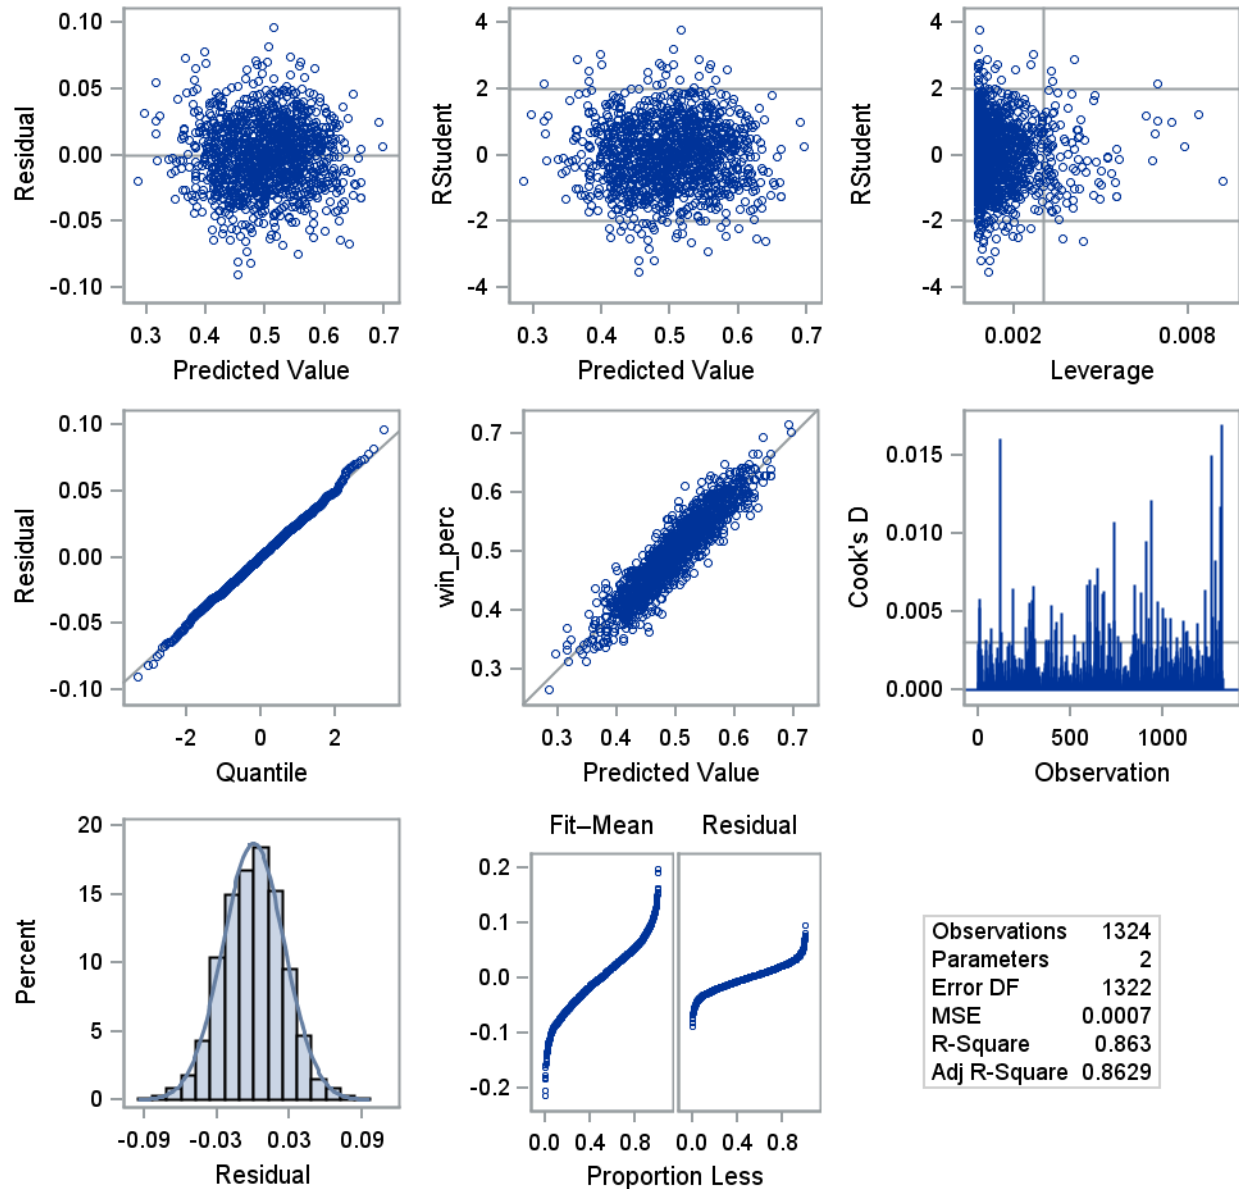 0.10
0.05
0.00
-0.05
-0.10
Residual
0.3 0.4 0.5 0.6 0.7
Predicted Value
4
2
0
-2
-4
RStudent
0.3 0.4 0.5 0.6 0.7
Predicted Value
4
2
0
-2
-4
RStudent
0.002 0.008
Leverage
0.10
0.05
0.00
-0.05
-0.10
Residual
-2 0 2
Quantile
0.7
0.6
0.5
0.4
0.3
win_perc
0.3 0.4 0.5 0.6 0.7
Predicted Value
0.015
0.010
0.005
0.000
Cook's D
0 500 1000
Observation
20
15
10
5
0
Percent
-0.09 -0.03 0.03 0.09
Residual
Fit–Mean Residual
0.2
0.1
0.0
-0.1
-0.2
0.0 0.4 0.8 0.0 0.4 0.8
Proportion Less
Observations 1324
Parameters 2
Error DF 1322
MSE 0.0007
R-Square 0.863
Adj R-Square 0.8629